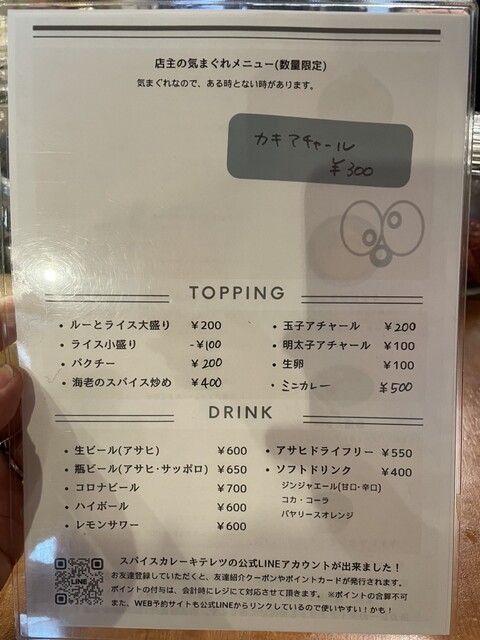 店主の気まぐれメニュー(数量限定)
気まぐれなので、ある時とない時があります。
カキアチャール
¥300
TOPPING
• ルーとライス大盛り ¥200
• ライス小盛り -¥100
• パクチー ¥200
• 海老のスパイス炒め ¥400
• 玉子アチャール ¥200
• 明太子アチャール ¥100
• 生卵 ¥100
• ミニカレー ¥500
DRINK
• 生ビール(アサヒ) ¥600
• 瓶ビール(アサヒ・サッポロ) ¥650
• コロナビール ¥700
• ハイボール ¥600
• レモンサワー ¥600
• アサヒドライフリー ¥550
• ソフトドリンク ¥400
ジンジャエール(甘口・辛口)
コカ・コーラ
バヤリースオレンジ
LINE
スパイスカレーキテレツの公式LINEアカウントが出来ました！
お友達登録していただくと、友達紹介クーポンやポイントカードが発行されます。
ポイントの付与は、会計時にレジにて対応させて頂きます。 ※ポイントの合算不可
また、WEB予約サイトも公式LINEからリンクしているので使いやすい！かも！